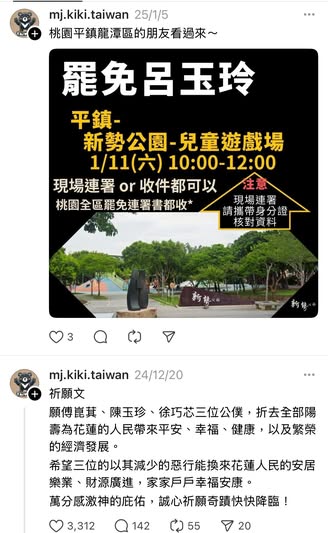 mj.kiki.taiwan 25/1/5
桃園平鎮龍潭區的朋友看過來～
罷免呂玉玲
平鎮-
新勢公園-兒童遊戲場
1/11(六) 10:00-12:00
現場連署 or 收件都可以
桃園全區罷免連署書都收*
注意
現場連署
請攜帶身分證
核對資料
新勢公園
新勢公園
3
mj.kiki.taiwan 24/12/20
祈願文
願傅崑萁、陳玉珍、徐巧芯三位公僕，折去全部陽
壽為花蓮的人民帶來平安、幸福、健康，以及繁榮
的經濟發展。
希望三位的以其減少的惡行能換來花蓮人民的安居
樂業、財源廣進，家家戶戶幸福安康。
萬分感激神的庇佑，誠心祈願奇蹟快快降臨！
3,312 142 55 20